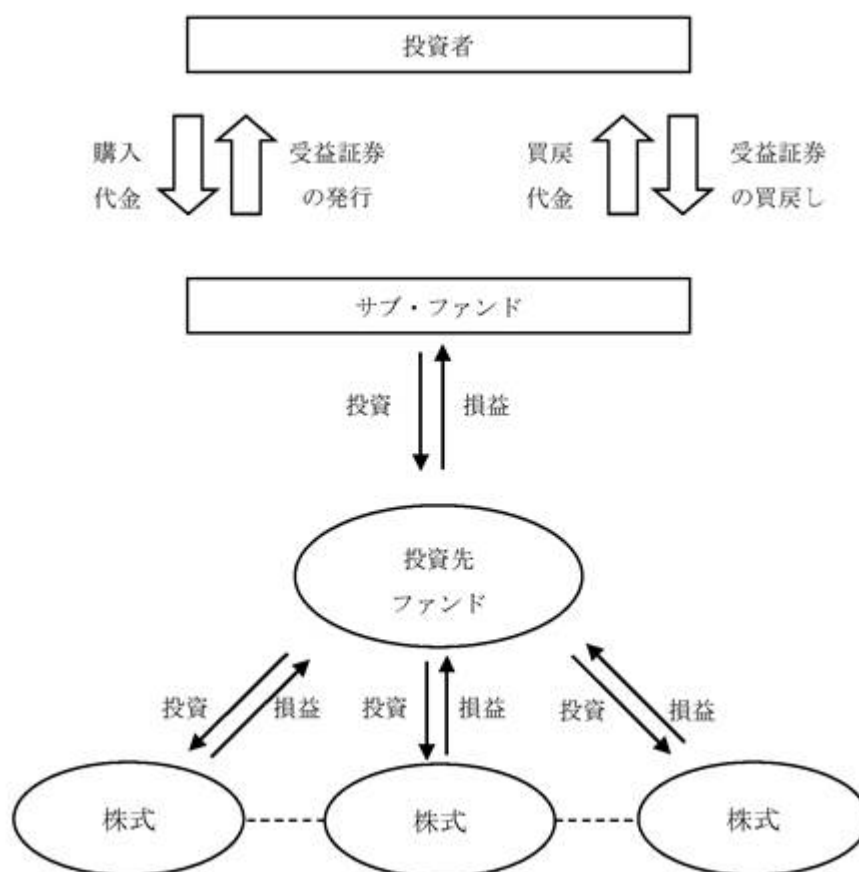 投資者
購入
代金
受益証券
の発行
買戻
代金
受益証券
の買戻し
サブ・ファンド
投資
損益
投資先
ファンド
投資
損益
投資
損益
投資
損益
株式
株式
株式